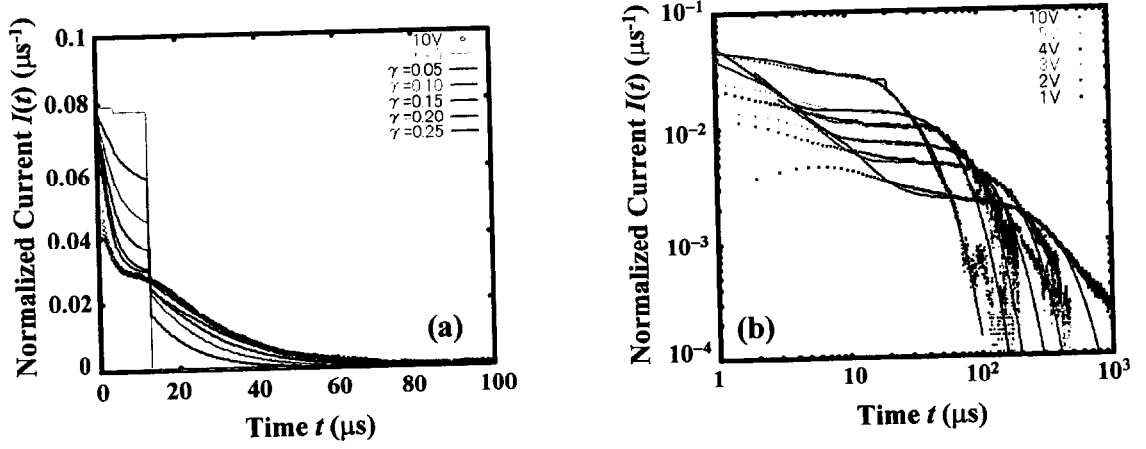 Normalized Current I(t) (μs⁻¹)
0.1
0.08
0.06
0.04
0.02
0
10V
γ=0.05
γ=0.10
γ=0.15
γ=0.20
γ=0.25
(a)
0 20 40 60 80 100
Time t (μs)
Normalized Current I(t) (μs⁻¹)
10⁻¹
10⁻²
10⁻³
10⁻⁴
10V
4V
3V
2V
1V
(b)
1 10 10² 10³
Time t (μs)